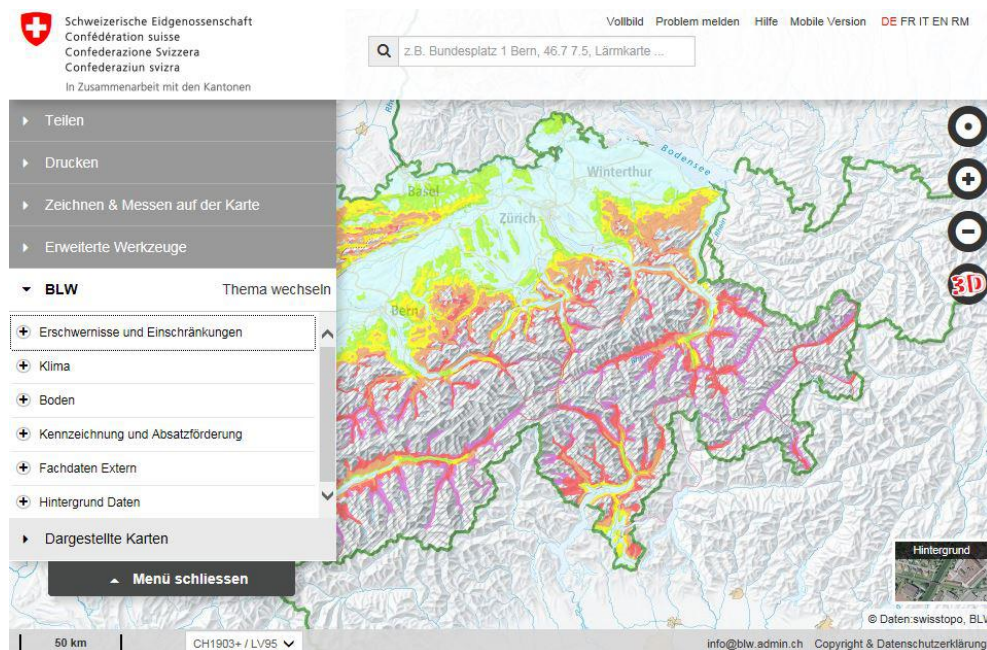 Schweizerische Eidgenossenschaft
Confédération suisse
Confederazione Svizzera
Confederaziun svizra
In Zusammenarbeit mit den Kantonen
Vollbild Problem melden Hilfe Mobile Version DE FR IT EN RM
z.B. Bundesplatz 1 Bern, 46.7 7.5, Lärmkarte ...
Teilen
Drucken
Zeichnen & Messen auf der Karte
Erweiterte Werkzeuge
BLW Thema wechseln
Erschwernisse und Einschränkungen
Klima
Boden
Kennzeichnung und Absatzförderung
Fachdaten Extern
Hintergrund Daten
Dargestellte Karten
Menü schliessen
Bodensee
Winterthur
Basel
Zürich
Bern
3D
Hintergrund
© Daten:swisstopo, BLW
50 km
CH1903+ / LV95
info@blw.admin.ch Copyright & Datenschutzerklärung